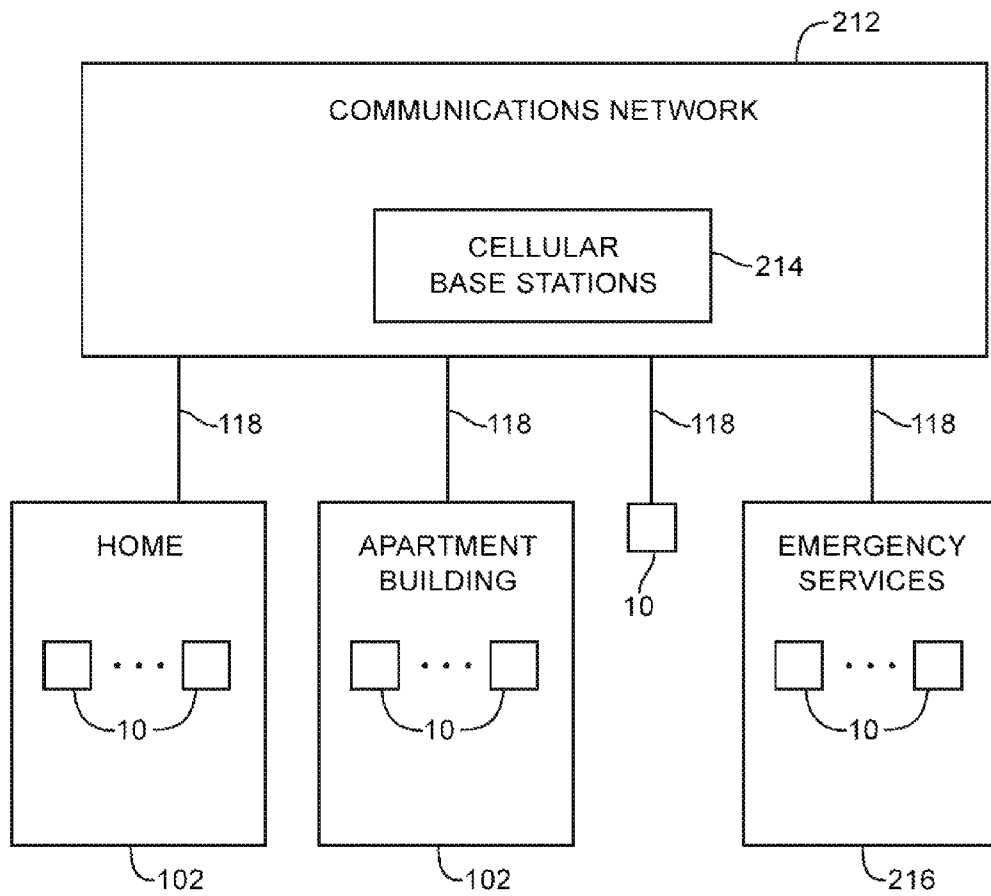 212
COMMUNICATIONS NETWORK
CELLULAR
BASE STATIONS
214
118
118
118
118
HOME
APARTMENT
BUILDING
10
EMERGENCY
SERVICES
• • •
• • •
• • •
10
10
10
102
102
216